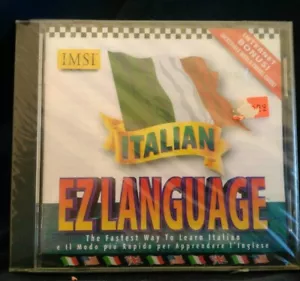 IMSI
INTERNET
BONUS!
ITALIAN
EZ LANGUAGE
The Fastest Way To Learn Italian
e il Modo più Rapido per Apprendere l'Inglese